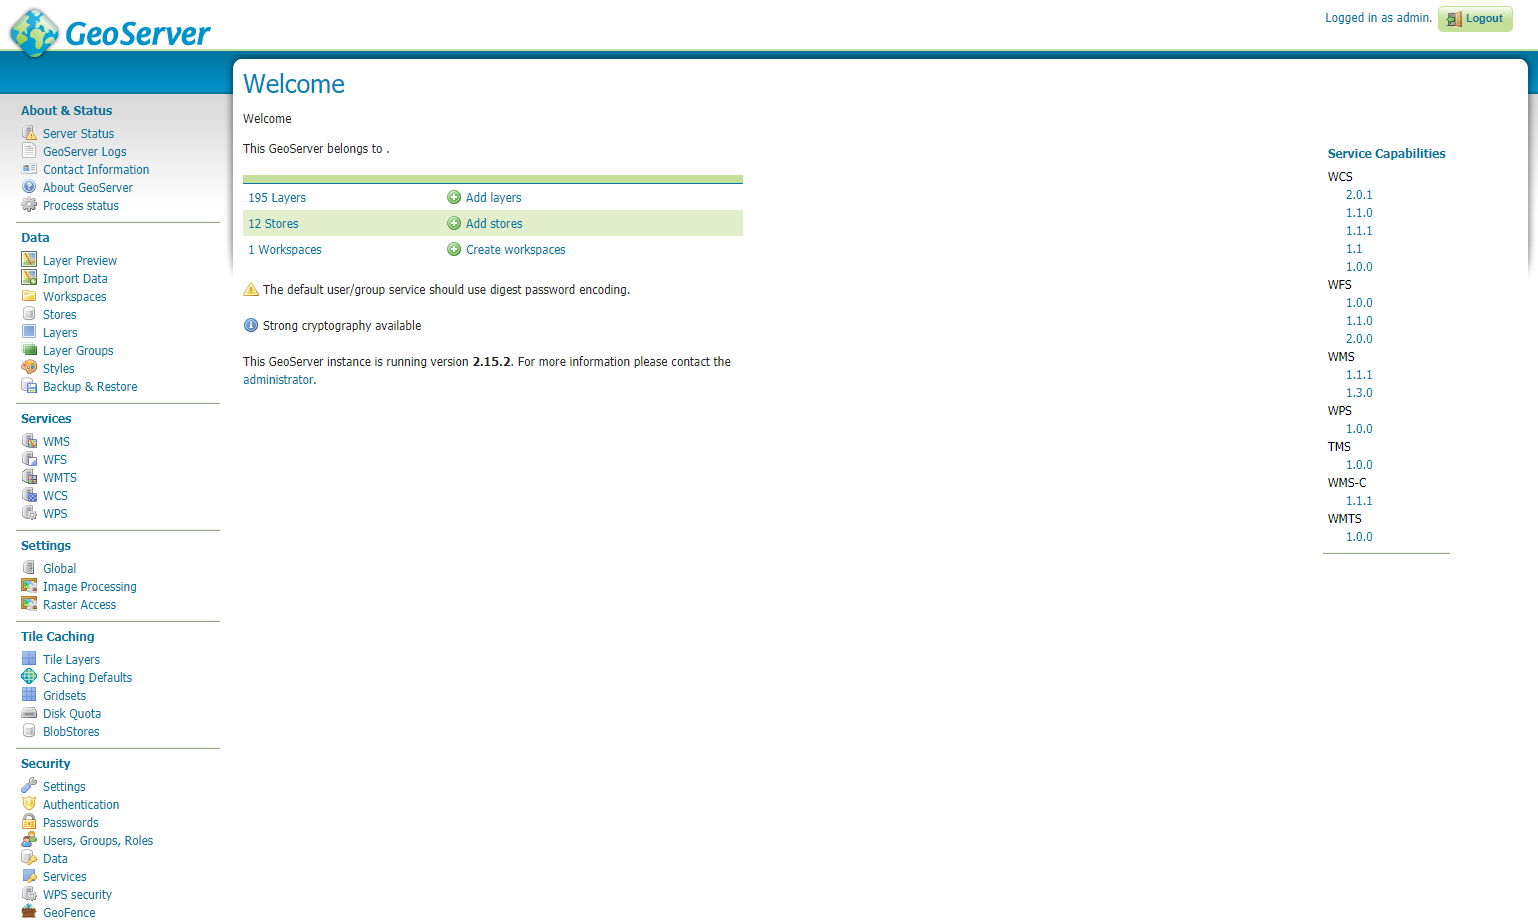 GeoServer
Logged in as admin. Logout
About & Status
Server Status
GeoServer Logs
Contact Information
About GeoServer
Process status
Data
Layer Preview
Import Data
Workspaces
Stores
Layers
Layer Groups
Styles
Backup & Restore
Services
WMS
WFS
WMTS
WCS
WPS
Settings
Global
Image Processing
Raster Access
Tile Caching
Tile Layers
Caching Defaults
Gridsets
Disk Quota
BlobStores
Security
Settings
Authentication
Passwords
Users, Groups, Roles
Data
Services
WPS security
GeoFence
Welcome
Welcome
This GeoServer belongs to .
195 Layers Add layers
12 Stores Add stores
1 Workspaces Create workspaces
The default user/group service should use digest password encoding.
Strong cryptography available
This GeoServer instance is running version 2.15.2. For more information please contact the
administrator.
Service Capabilities
WCS
2.0.1
1.1.0
1.1.1
1.1
1.0.0
WFS
1.0.0
1.1.0
2.0.0
WMS
1.1.1
1.3.0
WPS
1.0.0
TMS
1.0.0
WMS-C
1.1.1
WMTS
1.0.0